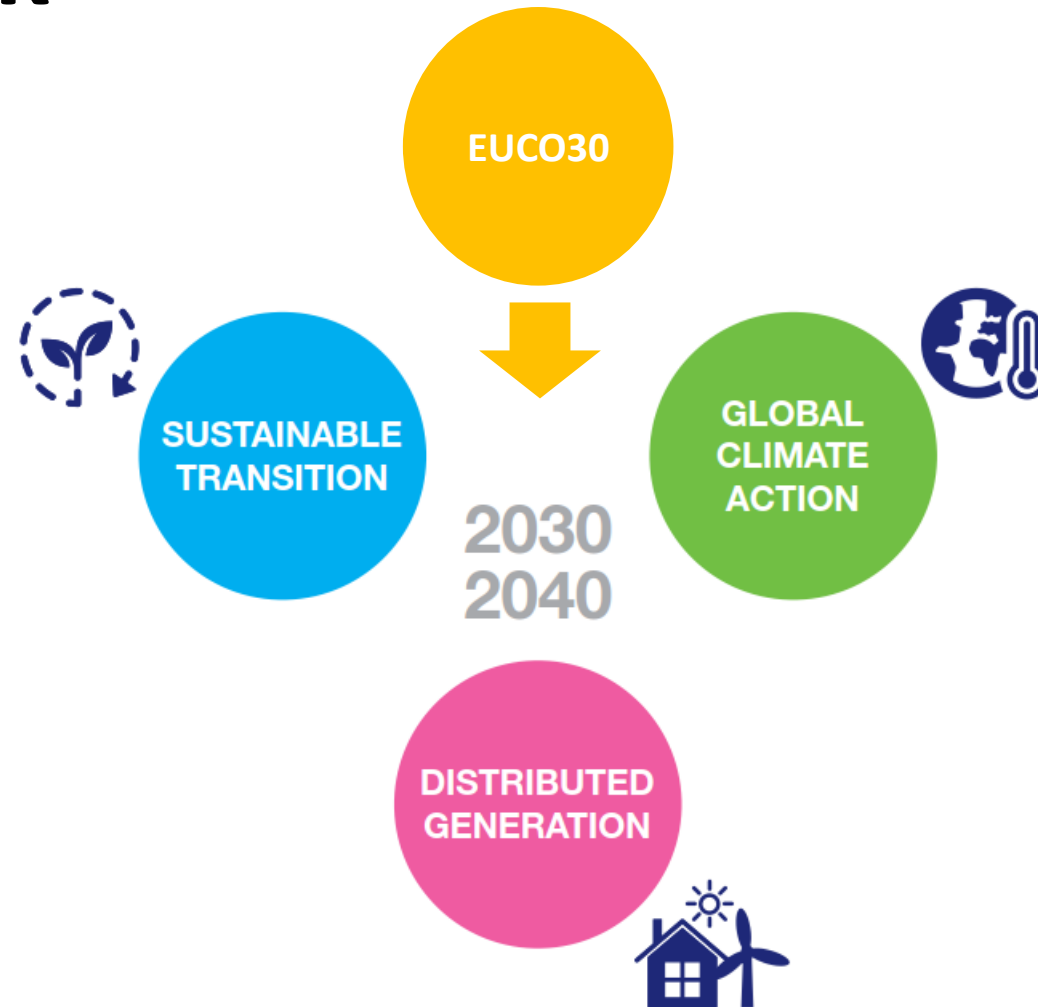 EUCO30
SUSTAINABLE
TRANSITION
GLOBAL
CLIMATE
ACTION
2030
2040
DISTRIBUTED
GENERATION